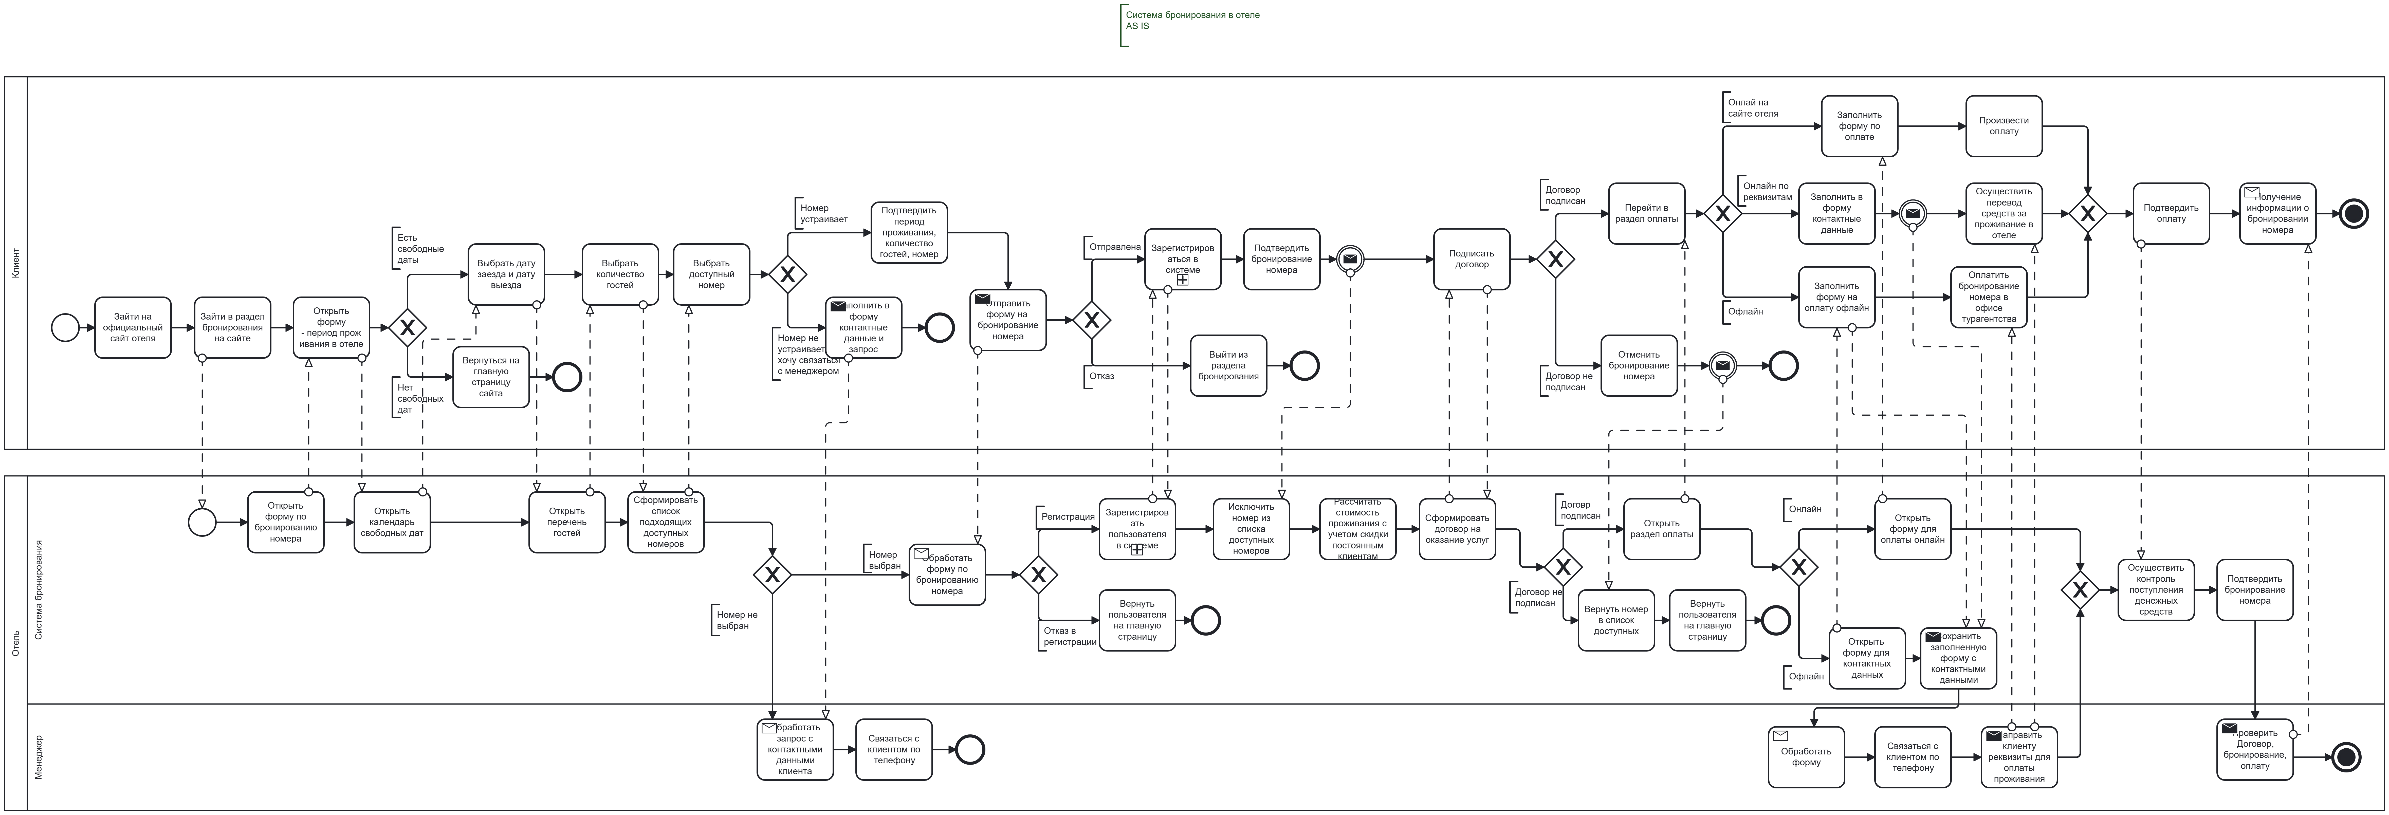 Система бронирования в отеле
AS IS
Клиент
Зайти на
официальный
сайт отеля
Зайти в раздел
бронирования
на сайте
Открыть
форму
- период прож
ивания в отеле
Есть
свободные
даты
Нет
свободных
дат
Выбрать дату
заезда и дату
выезда
Вернуться на
главную
страницу
сайта
Выбрать
количество
гостей
Выбрать
доступный
номер
Номер
устраивает
Номер не
устраивает,
хочу связаться
с менеджером
Подтвердить
период
проживания,
количество
гостей, номер
форму
контактные
данные и
запрос
Отправить
форму на
бронирование
номера
Отправлена
Отказ
Зарегистриров
аться в
системе
Подтвердить
бронирование
номера
Выйти из
раздела
бронирования
Подписать
договор
Договор
подписан
Договор не
подписан
Перейти в
раздел оплаты
Отменить
бронирование
номера
Онлай на
сайте отеля
Онлайн по
реквизитам
Офлайн
Заполнить
форму по
оплате
Произвести
оплату
Заполнить в
форму
контактные
данные
Осуществить
перевод
средств за
проживание в
отеле
Заполнить
форму на
оплату офлайн
Оплатить
бронирование
номера в
офисе
турагентства
Подтвердить
оплату
Получение
информации о
бронировании
номера
Отель
Система бронирования
Открыть
форму по
бронированию
номера
Открыть
календарь
свободных дат
Открыть
перечень
гостей
Сформировать
список
подходящих
доступных
номеров
Номер
выбран
Номер не
выбран
Обработать
форму по
бронированию
номера
Регистрация
Отказ в
регистрации
Зарегистриров
ать
пользователя
в системе
Вернуть
пользователя
на главную
страницу
Исключить
номер из
списка
доступных
номеров
Рассчитать
стоимость
проживания с
учетом скидки
постоянным
клиентам
Сформировать
договор на
оказание услуг
Договр
подписан
Договор не
подписан
Открыть
раздел оплаты
Вернуть номер
в список
доступных
Вернуть
пользователя
на главную
страницу
Онлайн
Офлайн
Открыть
форму для
оплаты онлайн
Открыть
форму для
контактных
данных
охранить
заполненную
форму с
контактными
данными
Осуществить
контроль
поступления
денежных
средств
Подтвердить
бронирование
номера
Менеджер
бработать
запрос с
контактными
данными
клиента
Связаться с
клиентом по
телефону
Обработать
форму
Связаться с
клиентом по
телефону
аправить
клиенту
реквизиты для
оплаты
проживания
роверить
Договор,
бронирование,
оплату